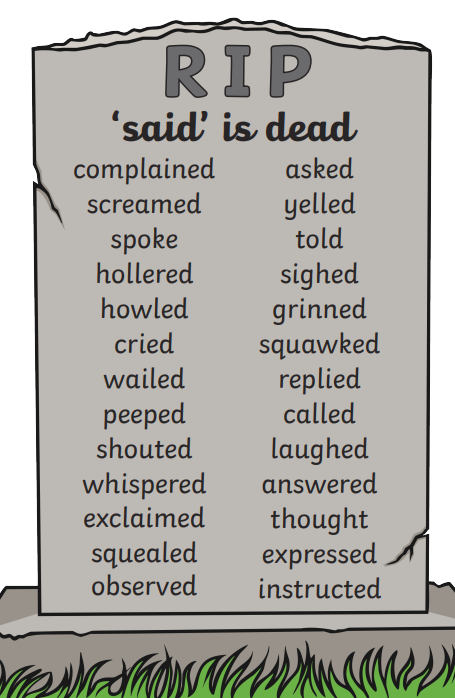 RIP
‘said’ is dead
complained
screamed
spoke
hollered
howled
cried
wailed
peeped
shouted
whispered
exclaimed
squealed
observed
asked
yelled
told
sighed
grinned
squawked
replied
called
laughed
answered
thought
expressed
instructed